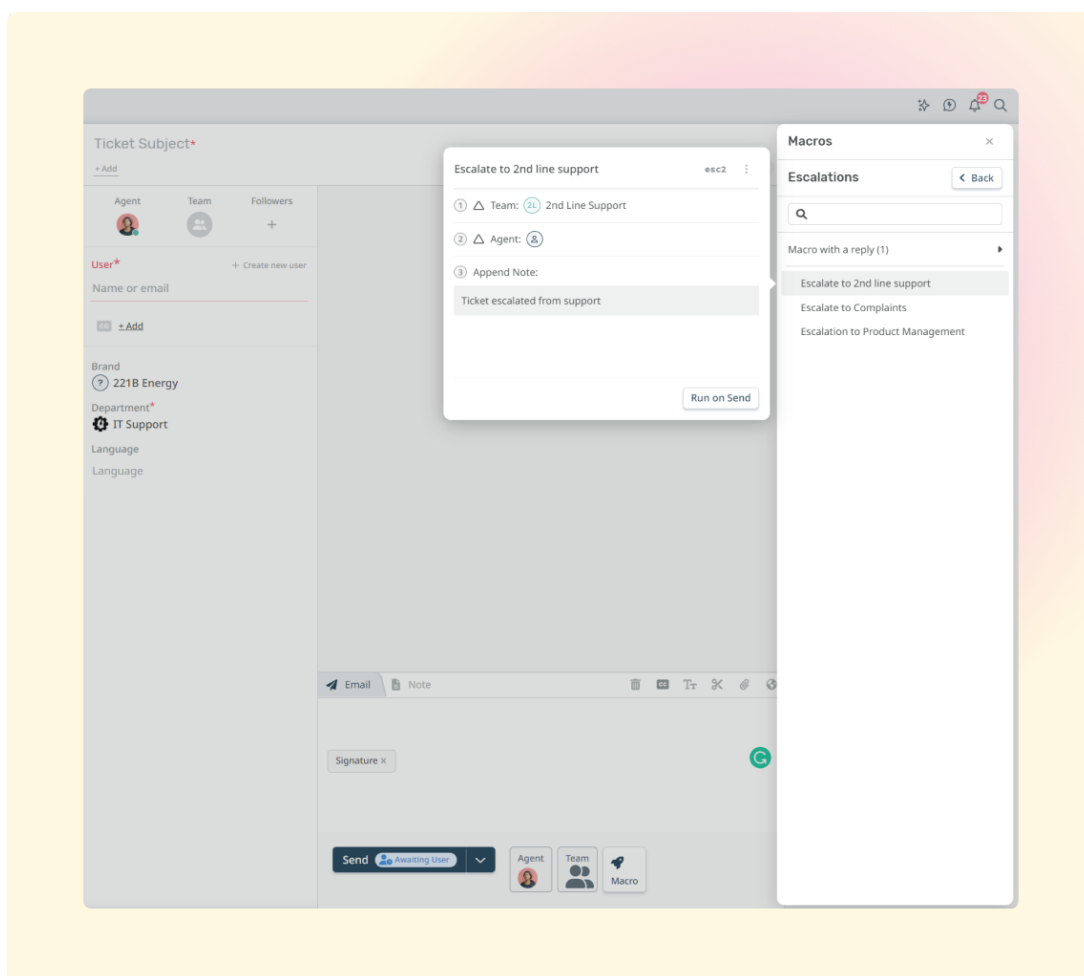 23
Ticket Subject*
+ Add
Agent Team Followers
User* + Create new user
Name or email
CC + Add
Brand
? 221B Energy
Department*
IT Support
Language
Language
Escalate to 2nd line support esc2
1 Team: 2L 2nd Line Support
2 Agent:
3 Append Note:
Ticket escalated from support
Run on Send
Macros
Escalations
Back
Macro with a reply (1)
Escalate to 2nd line support
Escalate to Complaints
Escalation to Product Management
Email Note
CC
Signature ×
Send Awaiting User
Agent Team Macro